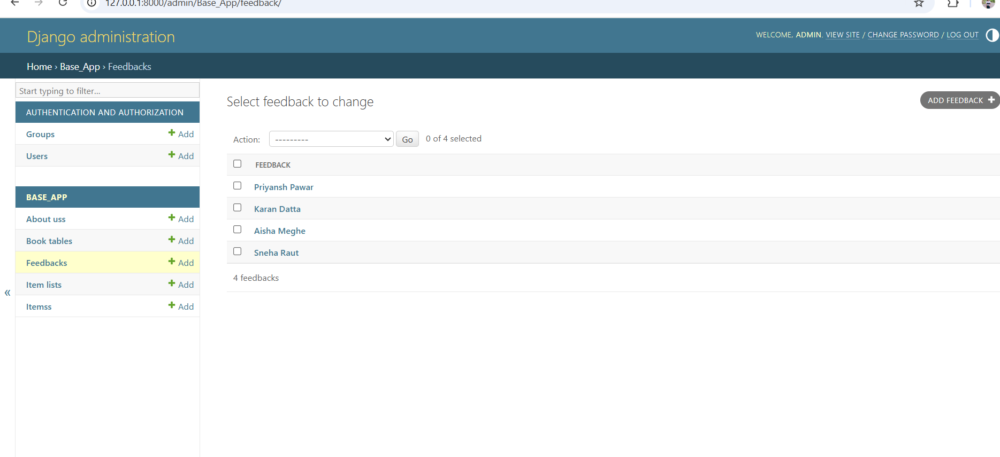 127.0.0.1:8000/admin/Base_App/feedback/
Django administration
WELCOME, ADMIN. VIEW SITE / CHANGE PASSWORD / LOG OUT
Home › Base_App › Feedbacks
Start typing to filter...
AUTHENTICATION AND AUTHORIZATION
Groups + Add
Users + Add
BASE_APP
About uss + Add
Book tables + Add
Feedbacks + Add
Item lists + Add
Itemss + Add
«
Select feedback to change
ADD FEEDBACK +
Action: --------- Go 0 of 4 selected
FEEDBACK
Priyansh Pawar
Karan Datta
Aisha Meghe
Sneha Raut
4 feedbacks